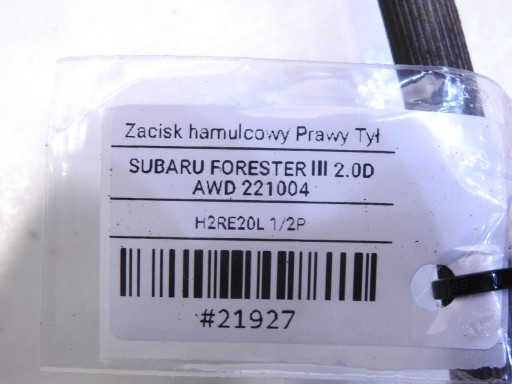 Zacisk hamulcowy Prawy Tył
SUBARU FORESTER III 2.0D
AWD 221004
H2RE20L 1/2P
#21927